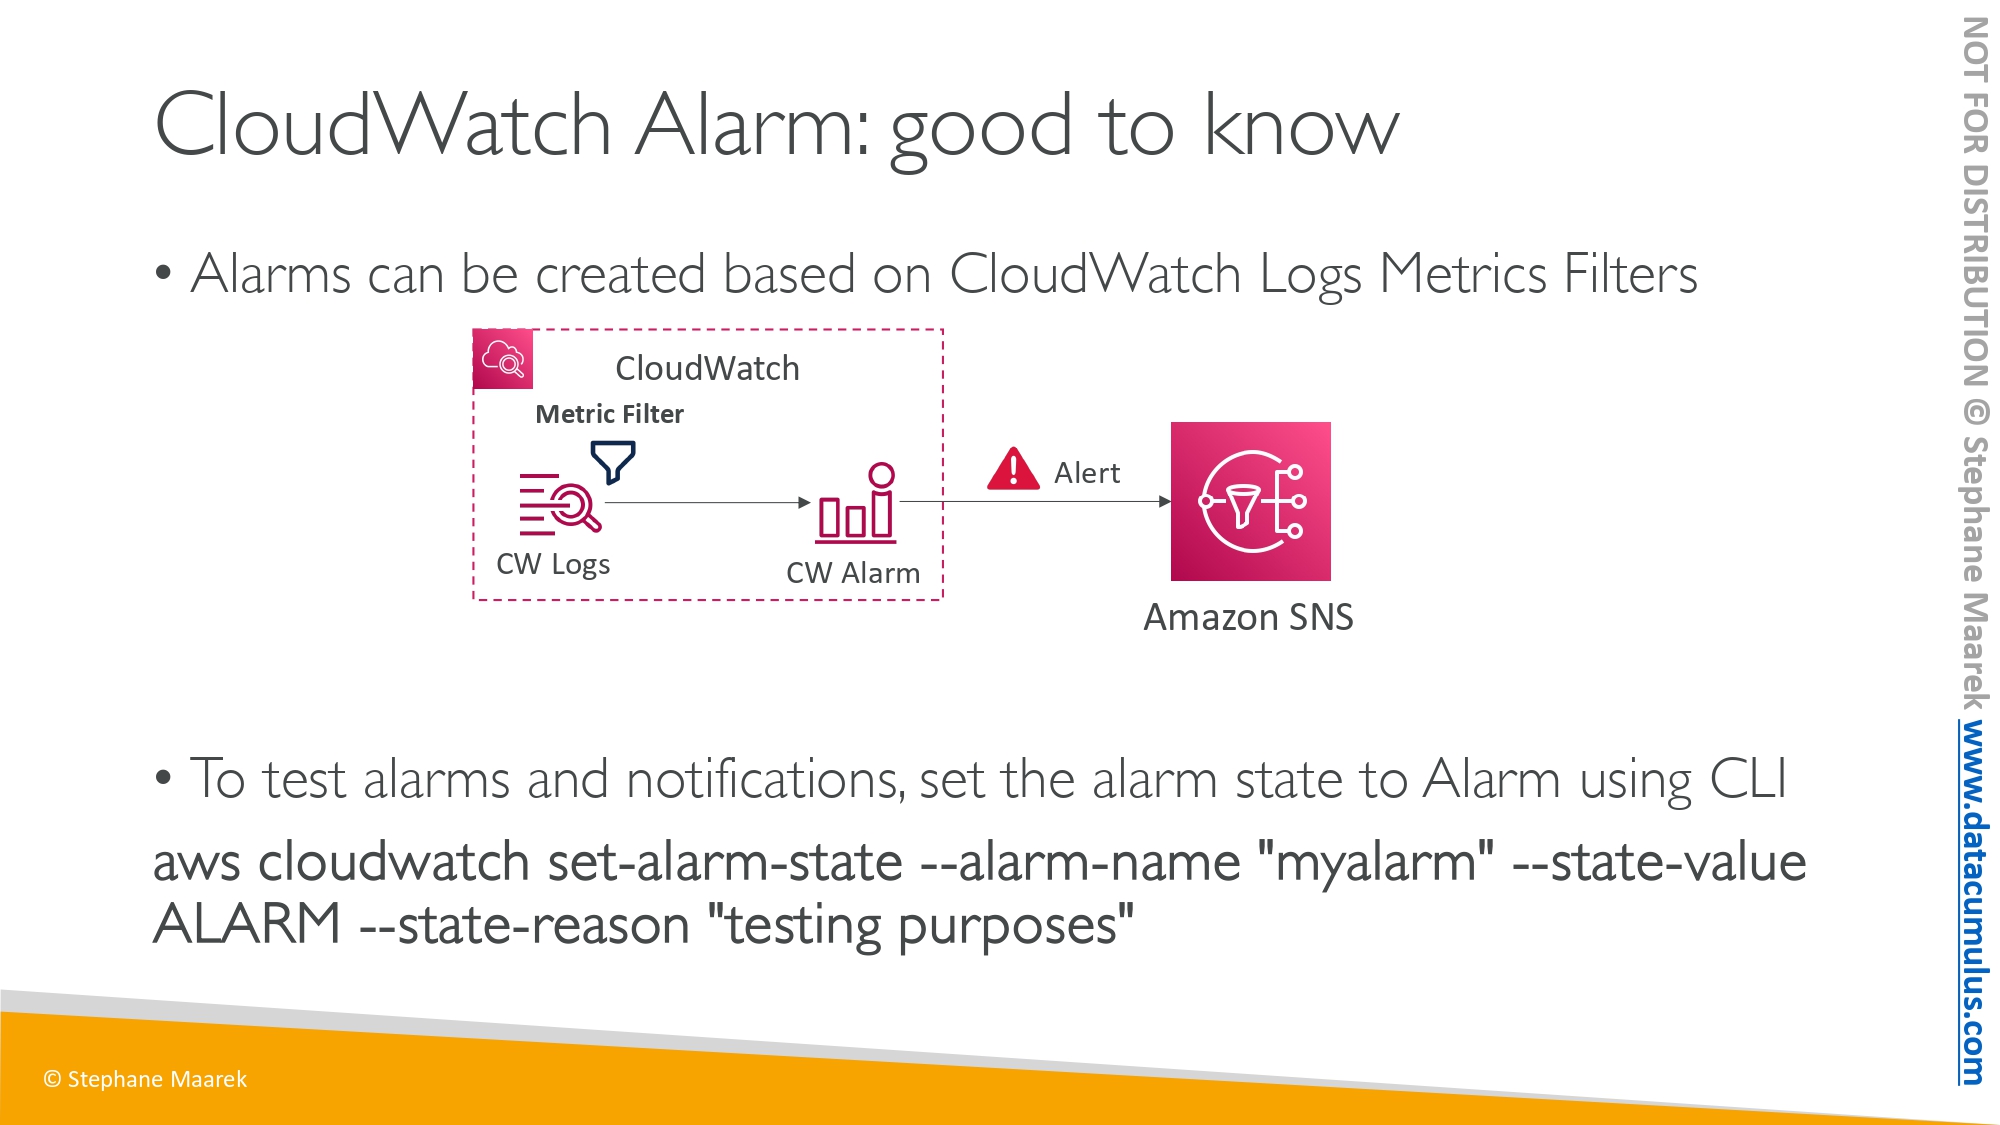 CloudWatch Alarm: good to know
• Alarms can be created based on CloudWatch Logs Metrics Filters
CloudWatch
Metric Filter
Alert
CW Logs
CW Alarm
Amazon SNS
• To test alarms and notifications, set the alarm state to Alarm using CLI
aws cloudwatch set-alarm-state --alarm-name "myalarm" --state-value
ALARM --state-reason "testing purposes"
© Stephane Maarek
NOT FOR DISTRIBUTION © Stephane Maarek www.datacumulus.com